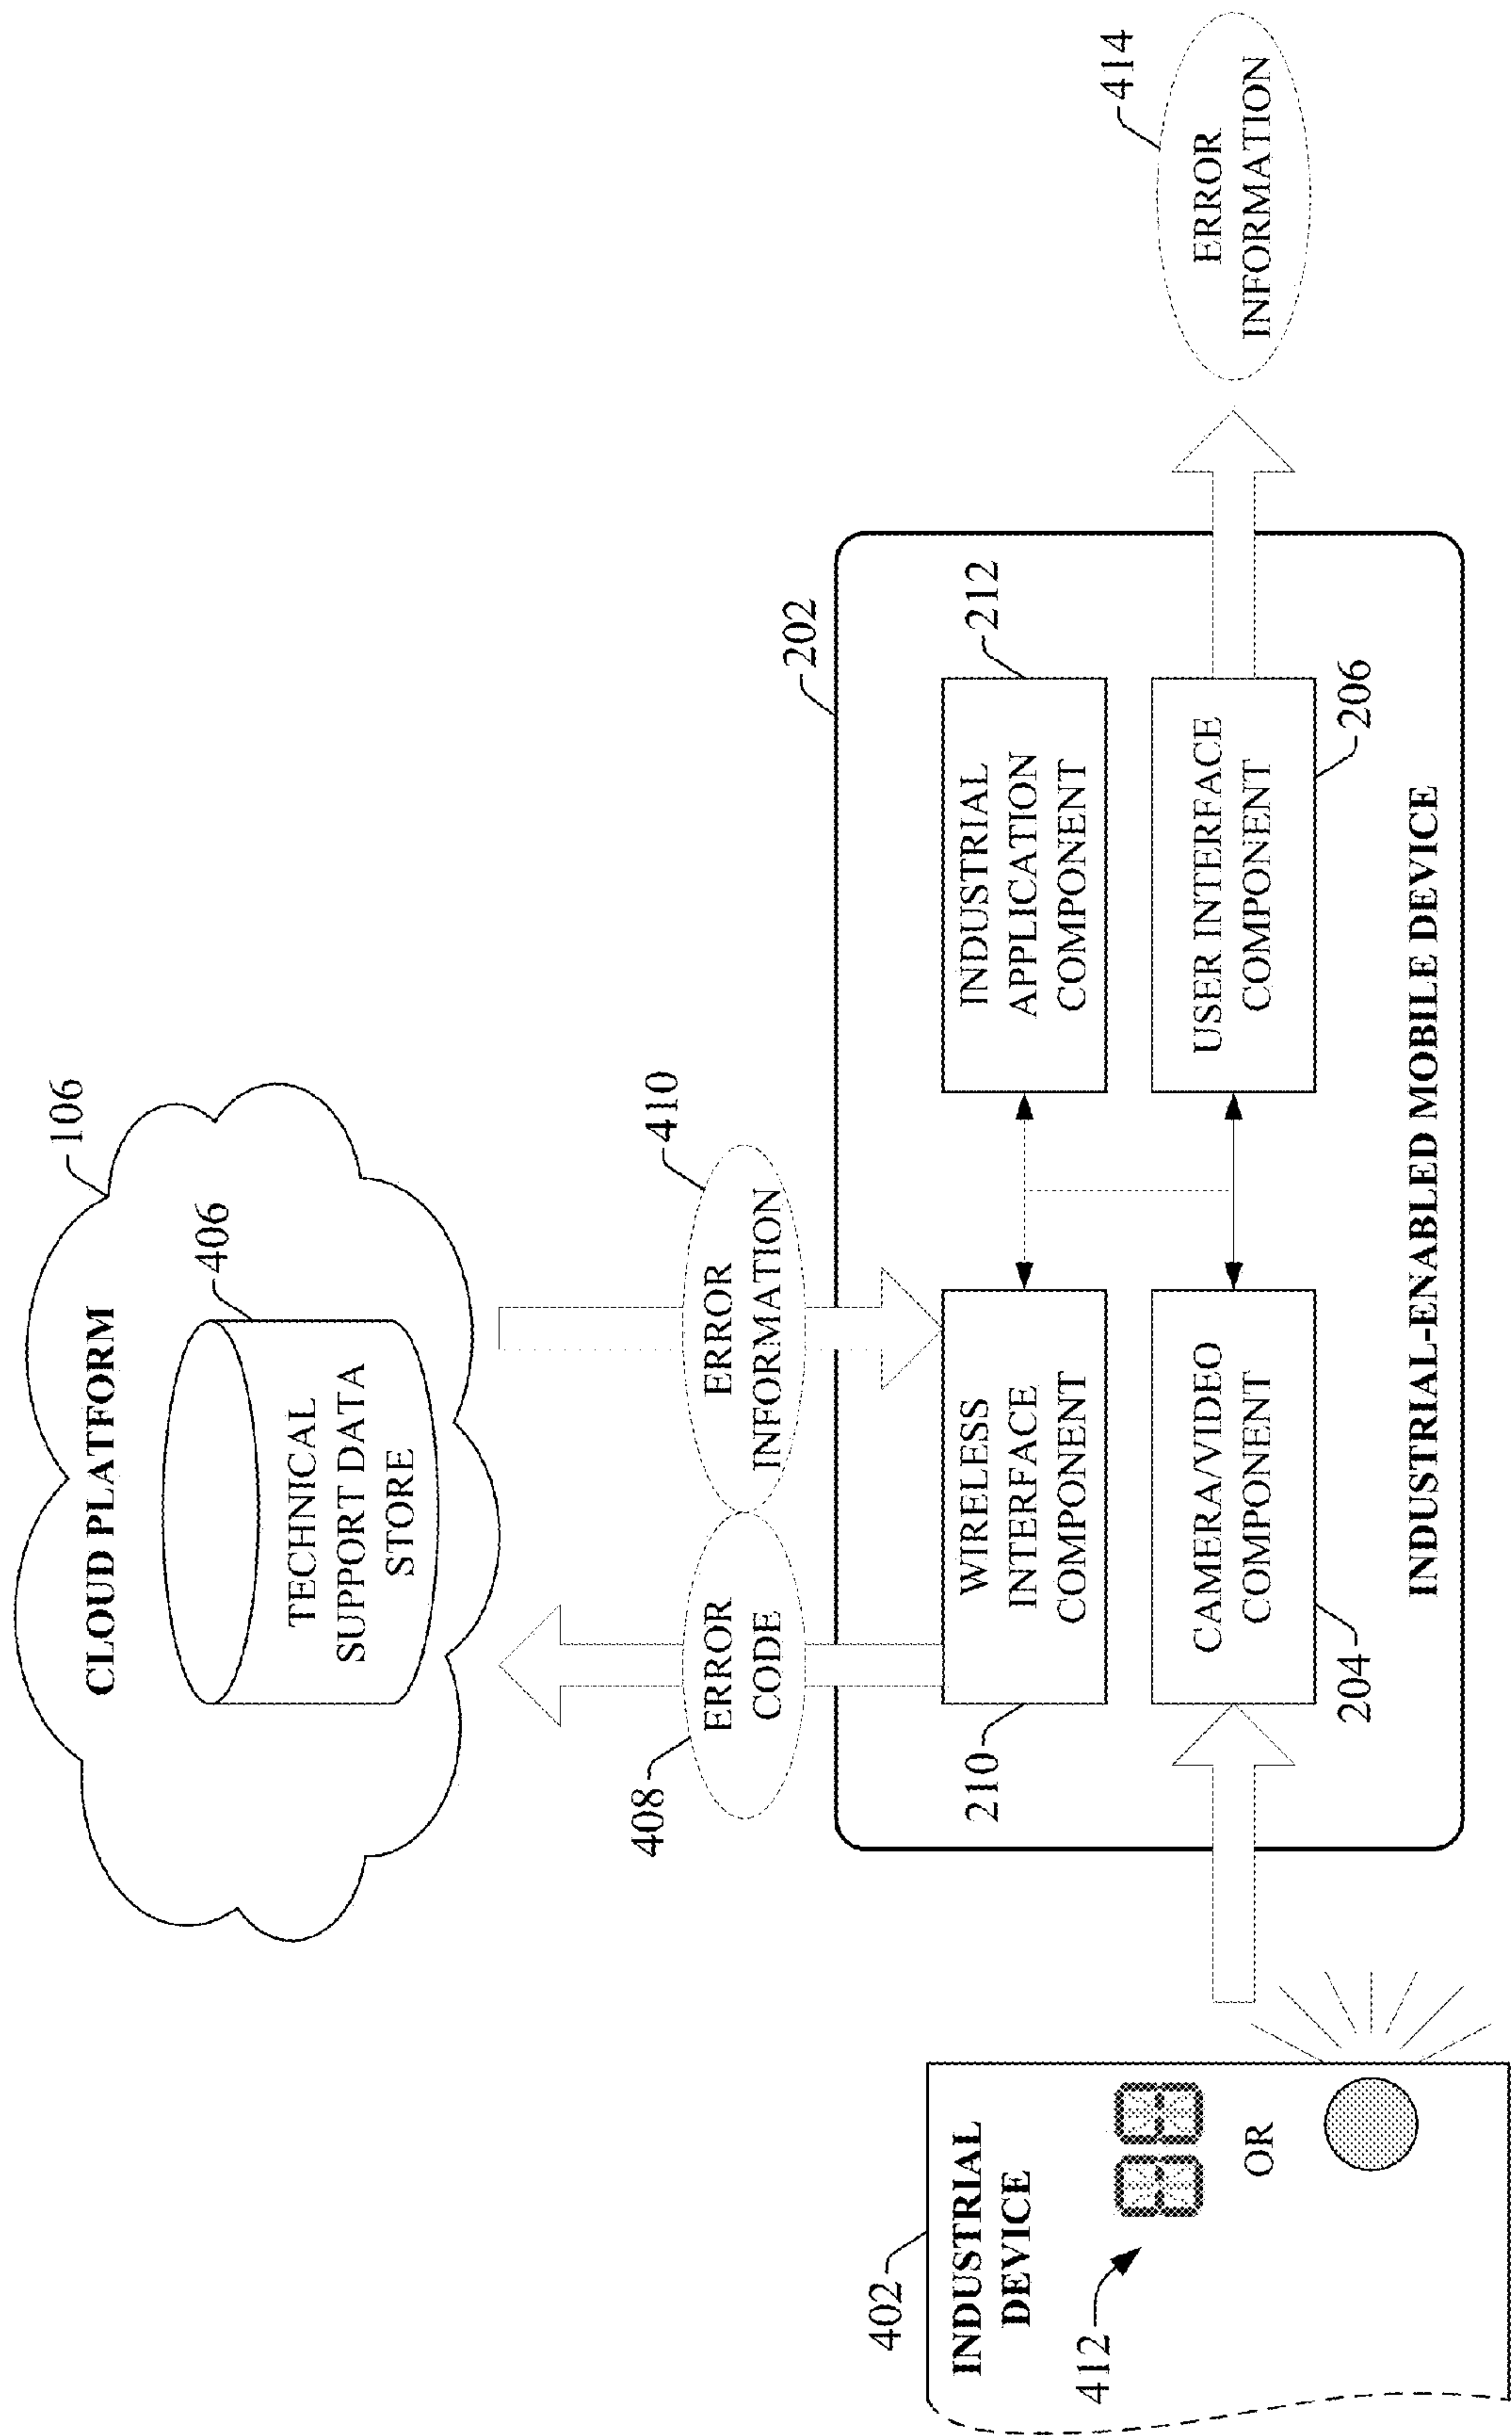 CLOUD PLATFORM
106
406
TECHNICAL
SUPPORT DATA
STORE
408
ERROR
CODE
ERROR
INFORMATION
410
202
210
WIRELESS
INTERFACE
COMPONENT
INDUSTRIAL
APPLICATION
COMPONENT
212
CAMERA/VIDEO
COMPONENT
204
USER INTERFACE
COMPONENT
206
INDUSTRIAL-ENABLED MOBILE DEVICE
402
INDUSTRIAL
DEVICE
412
OR
414
ERROR
INFORMATION